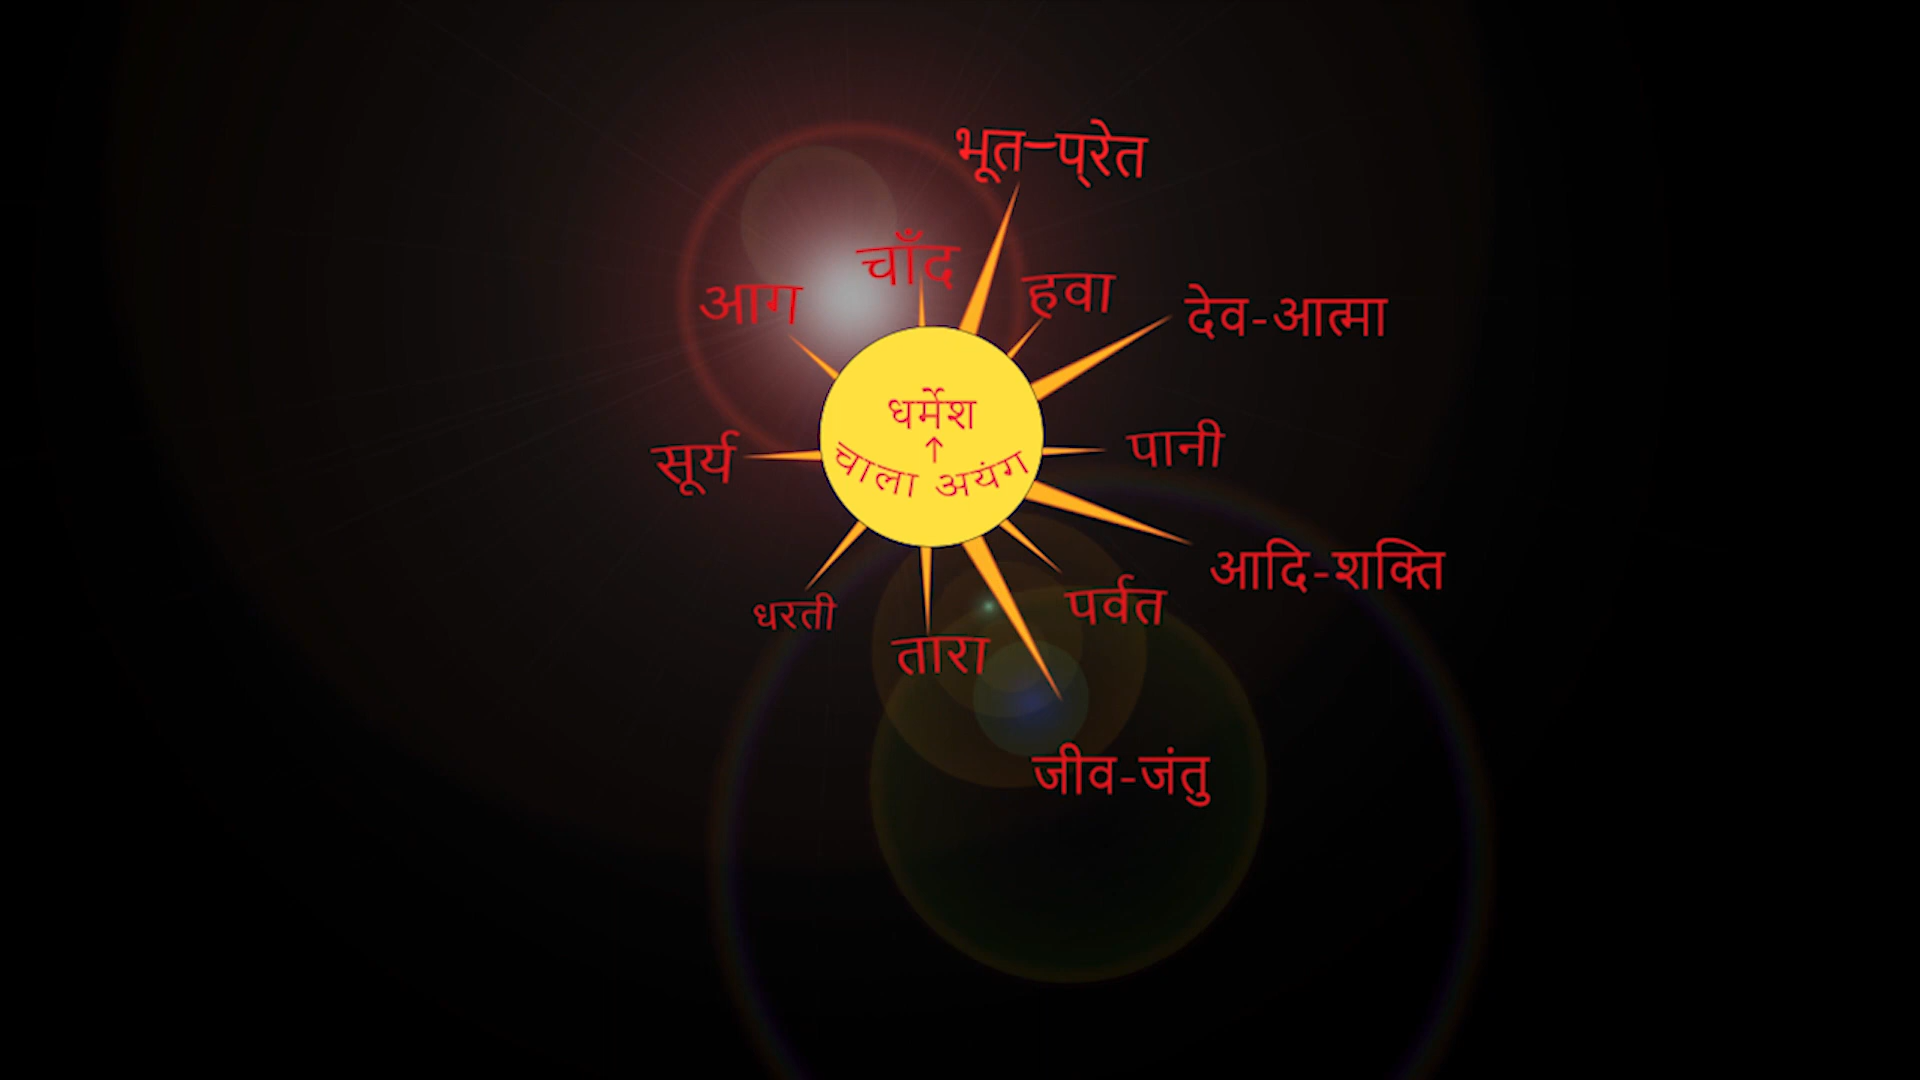 भूत-प्रेत
चाँद
आग
हवा
देव-आत्मा
धर्मेश
↑
चाला अयंग
सूर्य
पानी
आदि-शक्ति
धरती
तारा
पर्वत
जीव-जंतु